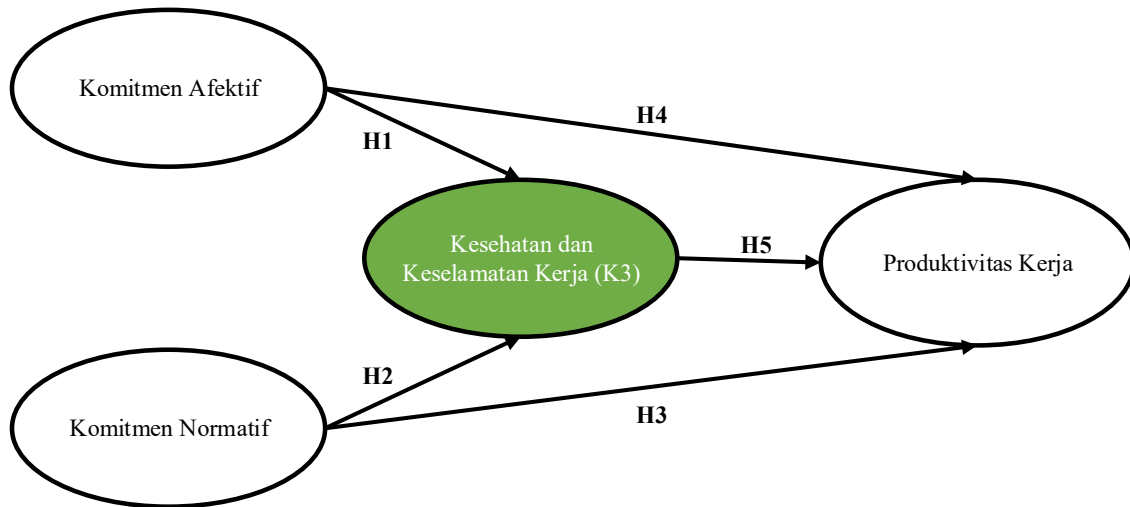 Komitmen Afektif
H4
H1
Kesehatan dan
Keselamatan Kerja (K3)
H5
Produktivitas Kerja
H2
H3
Komitmen Normatif